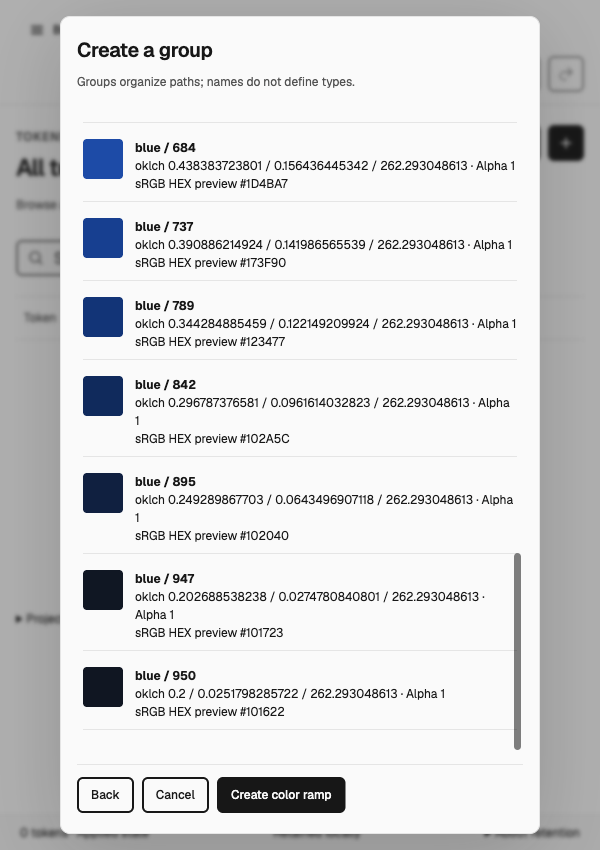 Create a group
Groups organize paths; names do not define types.
blue / 684
oklch 0.438383723801 / 0.156436445342 / 262.293048613 · Alpha 1
sRGB HEX preview #1D4BA7
blue / 737
oklch 0.390886214924 / 0.141986565539 / 262.293048613 · Alpha 1
sRGB HEX preview #173F90
blue / 789
oklch 0.344284885459 / 0.122149209924 / 262.293048613 · Alpha 1
sRGB HEX preview #123477
blue / 842
oklch 0.296787376581 / 0.0961614032823 / 262.293048613 · Alpha
1
sRGB HEX preview #102A5C
blue / 895
oklch 0.249289867703 / 0.0643496907118 / 262.293048613 · Alpha
1
sRGB HEX preview #102040
blue / 947
oklch 0.202688538238 / 0.0274780840801 / 262.293048613 ·
Alpha 1
sRGB HEX preview #101723
blue / 950
oklch 0.2 / 0.0251798285722 / 262.293048613 · Alpha 1
sRGB HEX preview #101622
Back
Cancel
Create color ramp
TOKEN
All
Browse
Token
0